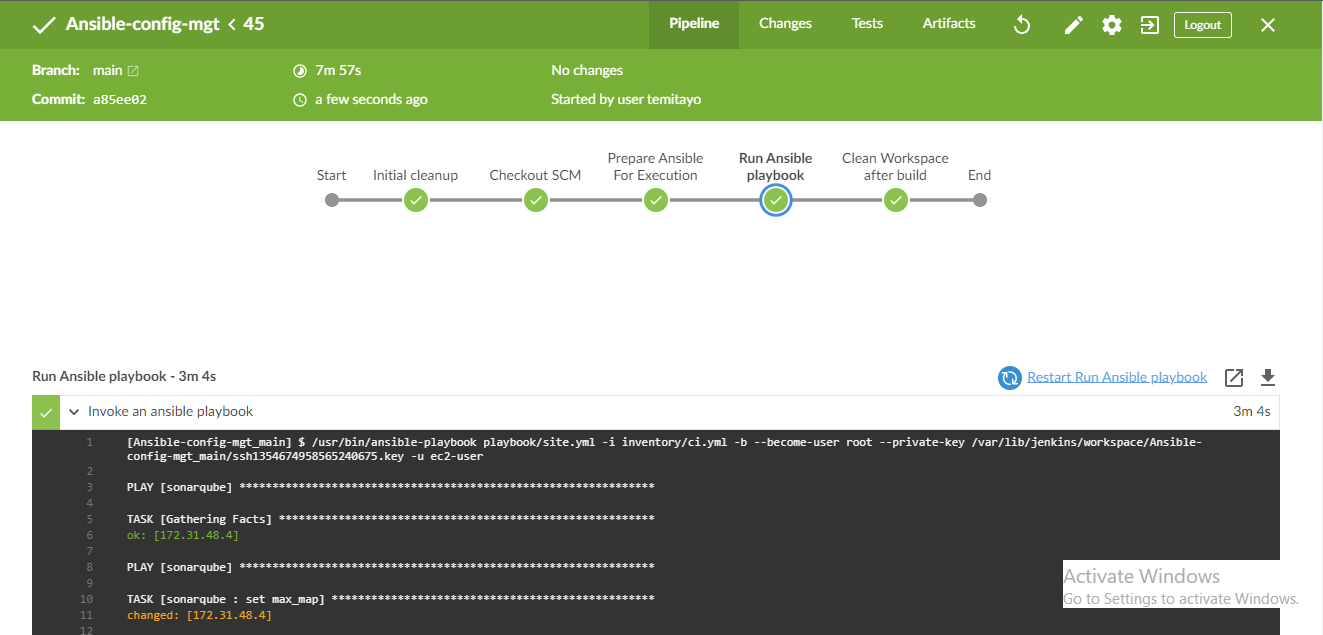 Ansible-config-mgt < 45
Pipeline Changes Tests Artifacts Logout
Branch: main 7m 57s No changes
Commit: a85ee02 a few seconds ago Started by user temitayo
Start Initial cleanup Checkout SCM Prepare Ansible For Execution Run Ansible playbook Clean Workspace after build End
Run Ansible playbook - 3m 4s Restart Run Ansible playbook
Invoke an ansible playbook 3m 4s
1 [Ansible-config-mgt_main] $ /usr/bin/ansible-playbook playbook/site.yml -i inventory/ci.yml -b --become-user root --private-key /var/lib/jenkins/workspace/Ansible-
config-mgt_main/ssh1354674958565240675.key -u ec2-user
2
3 PLAY [sonarqube] ***************************************************************
4
5 TASK [Gathering Facts] *********************************************************
6 ok: [172.31.48.4]
7
8 PLAY [sonarqube] ***************************************************************
9
10 TASK [sonarqube : set max_map] *************************************************
11 changed: [172.31.48.4]
12
Activate Windows
Go to Settings to activate Windows.